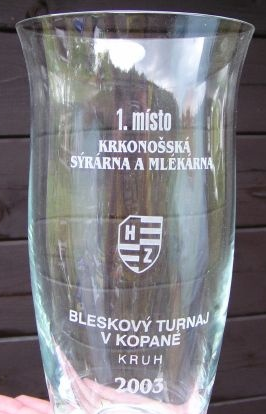 1. místo
KRKONOŠSKÁ
SÝRÁRNA A MLÉKÁRNA
H Z
BLESKOVÝ TURNAJ
V KOPANÉ
KRUH
2003